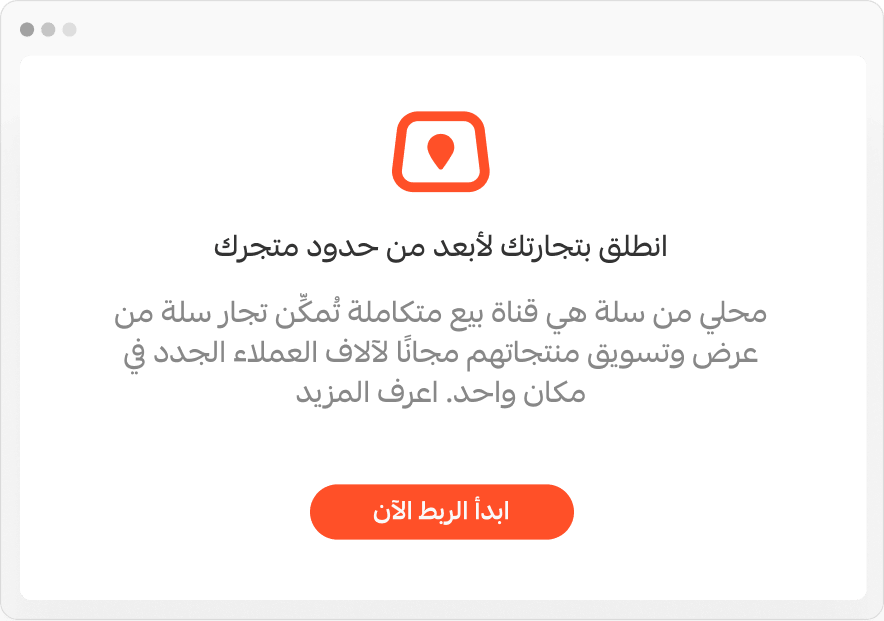 انطلق بتجارتك لأبعد من حدود متجرك
محلي من سلة هي قناة بيع متكاملة تُمكِّن تجار سلة من
عرض وتسويق منتجاتهم مجانًا لآلاف العملاء الجدد في
مكان واحد. اعرف المزيد
ابدأ الربط الآن